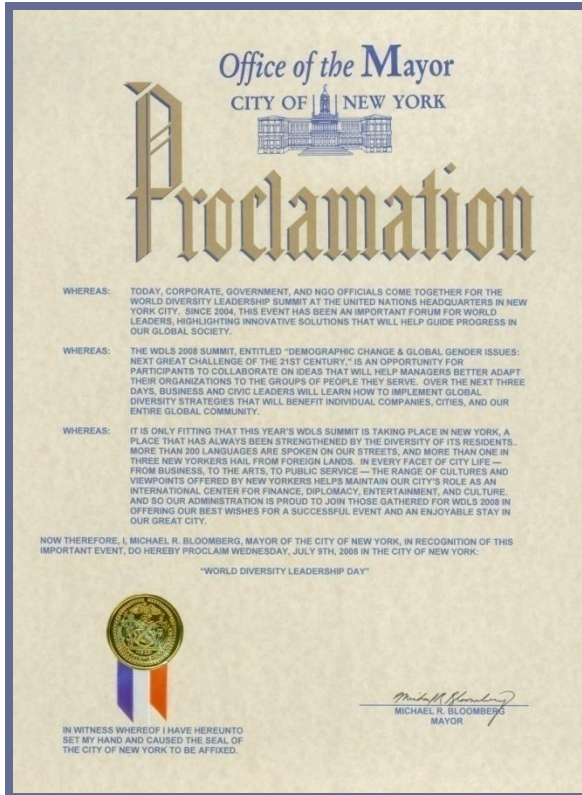 Office of the Mayor
CITY OF NEW YORK
Proclamation
WHEREAS: TODAY, CORPORATE, GOVERNMENT, AND NGO OFFICIALS COME TOGETHER FOR THE
WORLD DIVERSITY LEADERSHIP SUMMIT AT THE UNITED NATIONS HEADQUARTERS IN NEW
YORK CITY. SINCE 2004, THIS EVENT HAS BEEN AN IMPORTANT FORUM FOR WORLD
LEADERS, HIGHLIGHTING INNOVATIVE SOLUTIONS THAT WILL HELP GUIDE PROGRESS IN
OUR GLOBAL SOCIETY.
WHEREAS: THE WDLS 2008 SUMMIT, ENTITLED "DEMOGRAPHIC CHANGE & GLOBAL GENDER ISSUES:
NEXT GREAT CHALLENGE OF THE 21ST CENTURY," IS AN OPPORTUNITY FOR
PARTICIPANTS TO COLLABORATE ON IDEAS THAT WILL HELP MANAGERS BETTER ADAPT
THEIR ORGANIZATIONS TO THE GROUPS OF PEOPLE THEY SERVE. OVER THE NEXT THREE
DAYS, BUSINESS AND CIVIC LEADERS WILL LEARN HOW TO IMPLEMENT GLOBAL
DIVERSITY STRATEGIES THAT WILL BENEFIT INDIVIDUAL COMPANIES, CITIES, AND OUR
ENTIRE GLOBAL COMMUNITY.
WHEREAS: IT IS ONLY FITTING THAT THIS YEAR'S WDLS SUMMIT IS TAKING PLACE IN NEW YORK, A
PLACE THAT HAS ALWAYS BEEN STRENGTHENED BY THE DIVERSITY OF ITS RESIDENTS..
MORE THAN 200 LANGUAGES ARE SPOKEN ON OUR STREETS, AND MORE THAN ONE IN
THREE NEW YORKERS HAIL FROM FOREIGN LANDS. IN EVERY FACET OF CITY LIFE —
FROM BUSINESS, TO THE ARTS, TO PUBLIC SERVICE — THE RANGE OF CULTURES AND
VIEWPOINTS OFFERED BY NEW YORKERS HELPS MAINTAIN OUR CITY'S ROLE AS AN
INTERNATIONAL CENTER FOR FINANCE, DIPLOMACY, ENTERTAINMENT, AND CULTURE.
AND SO OUR ADMINISTRATION IS PROUD TO JOIN THOSE GATHERED FOR WDLS 2008 IN
OFFERING OUR BEST WISHES FOR A SUCCESSFUL EVENT AND AN ENJOYABLE STAY IN
OUR GREAT CITY.
NOW THEREFORE, I, MICHAEL R. BLOOMBERG, MAYOR OF THE CITY OF NEW YORK, IN RECOGNITION OF THIS
IMPORTANT EVENT, DO HEREBY PROCLAIM WEDNESDAY, JULY 9TH, 2008 IN THE CITY OF NEW YORK:
"WORLD DIVERSITY LEADERSHIP DAY"
Michael R. Bloomberg
MICHAEL R. BLOOMBERG
MAYOR
IN WITNESS WHEREOF I HAVE HEREUNTO
SET MY HAND AND CAUSED THE SEAL OF
THE CITY OF NEW YORK TO BE AFFIXED.